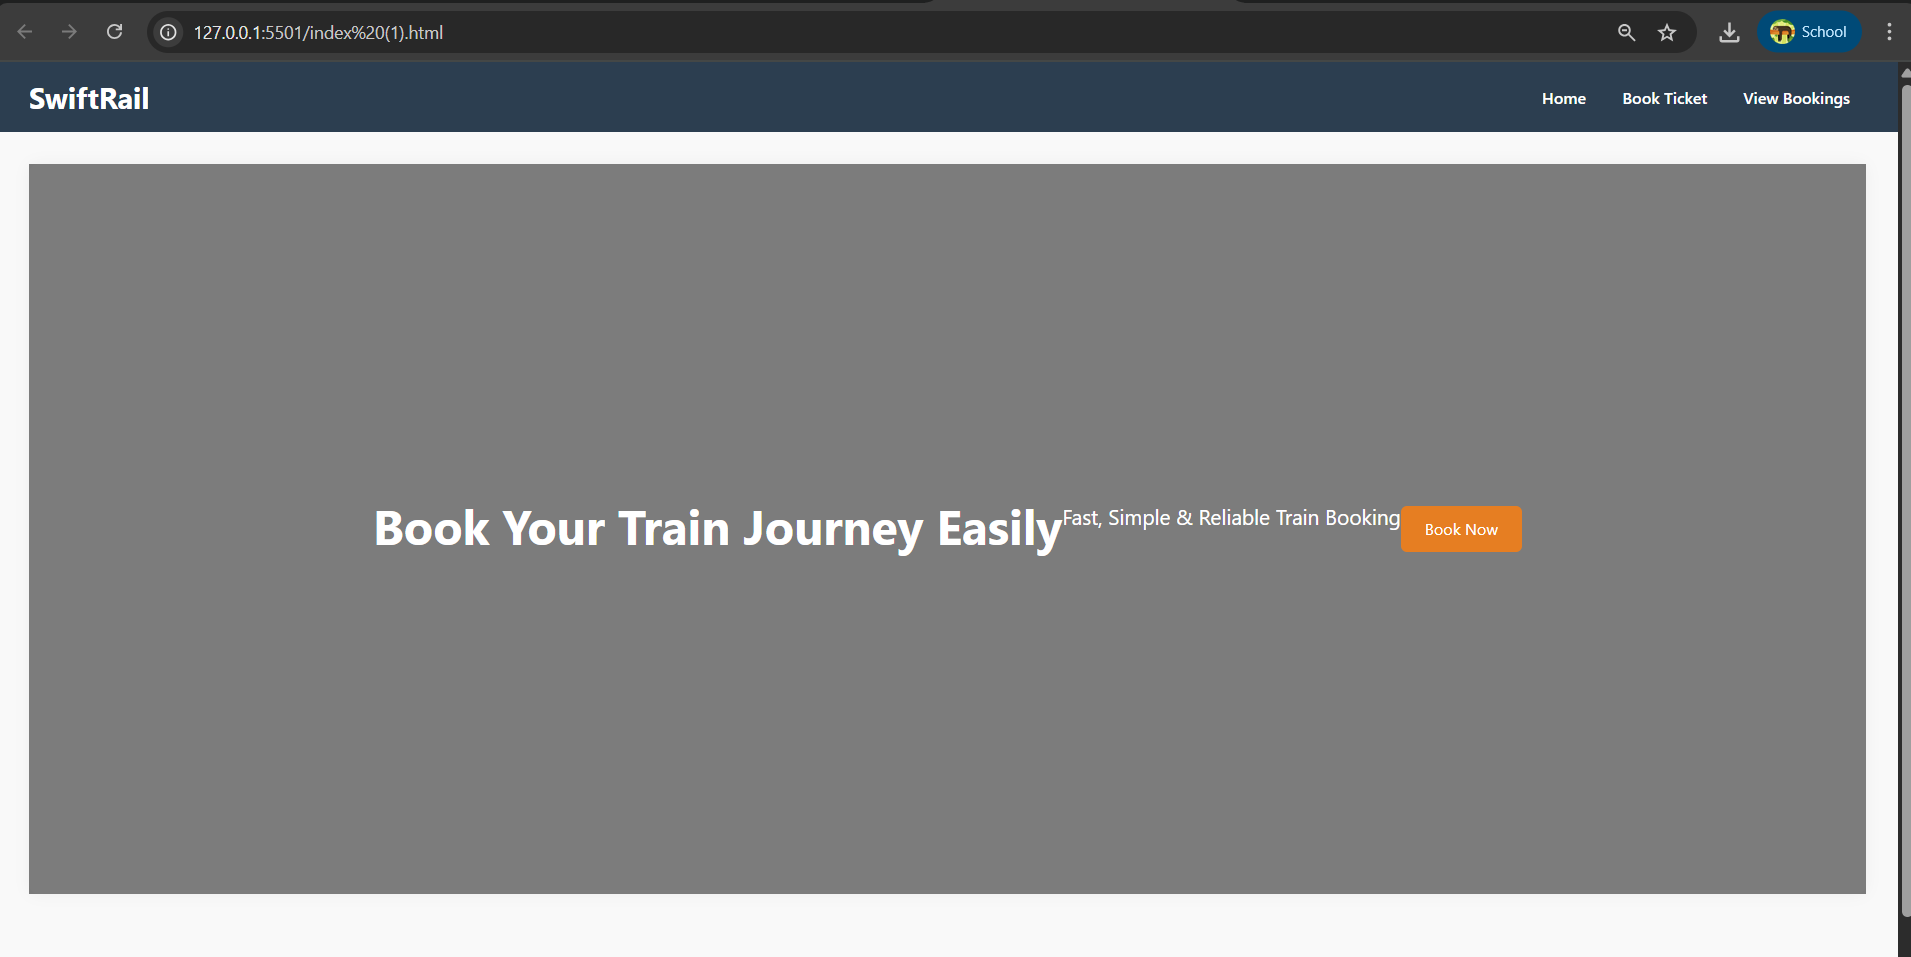 127.0.0.1:5501/index%20(1).html
School
SwiftRail
Home
Book Ticket
View Bookings
Book Your Train Journey Easily
Fast, Simple & Reliable Train Booking
Book Now